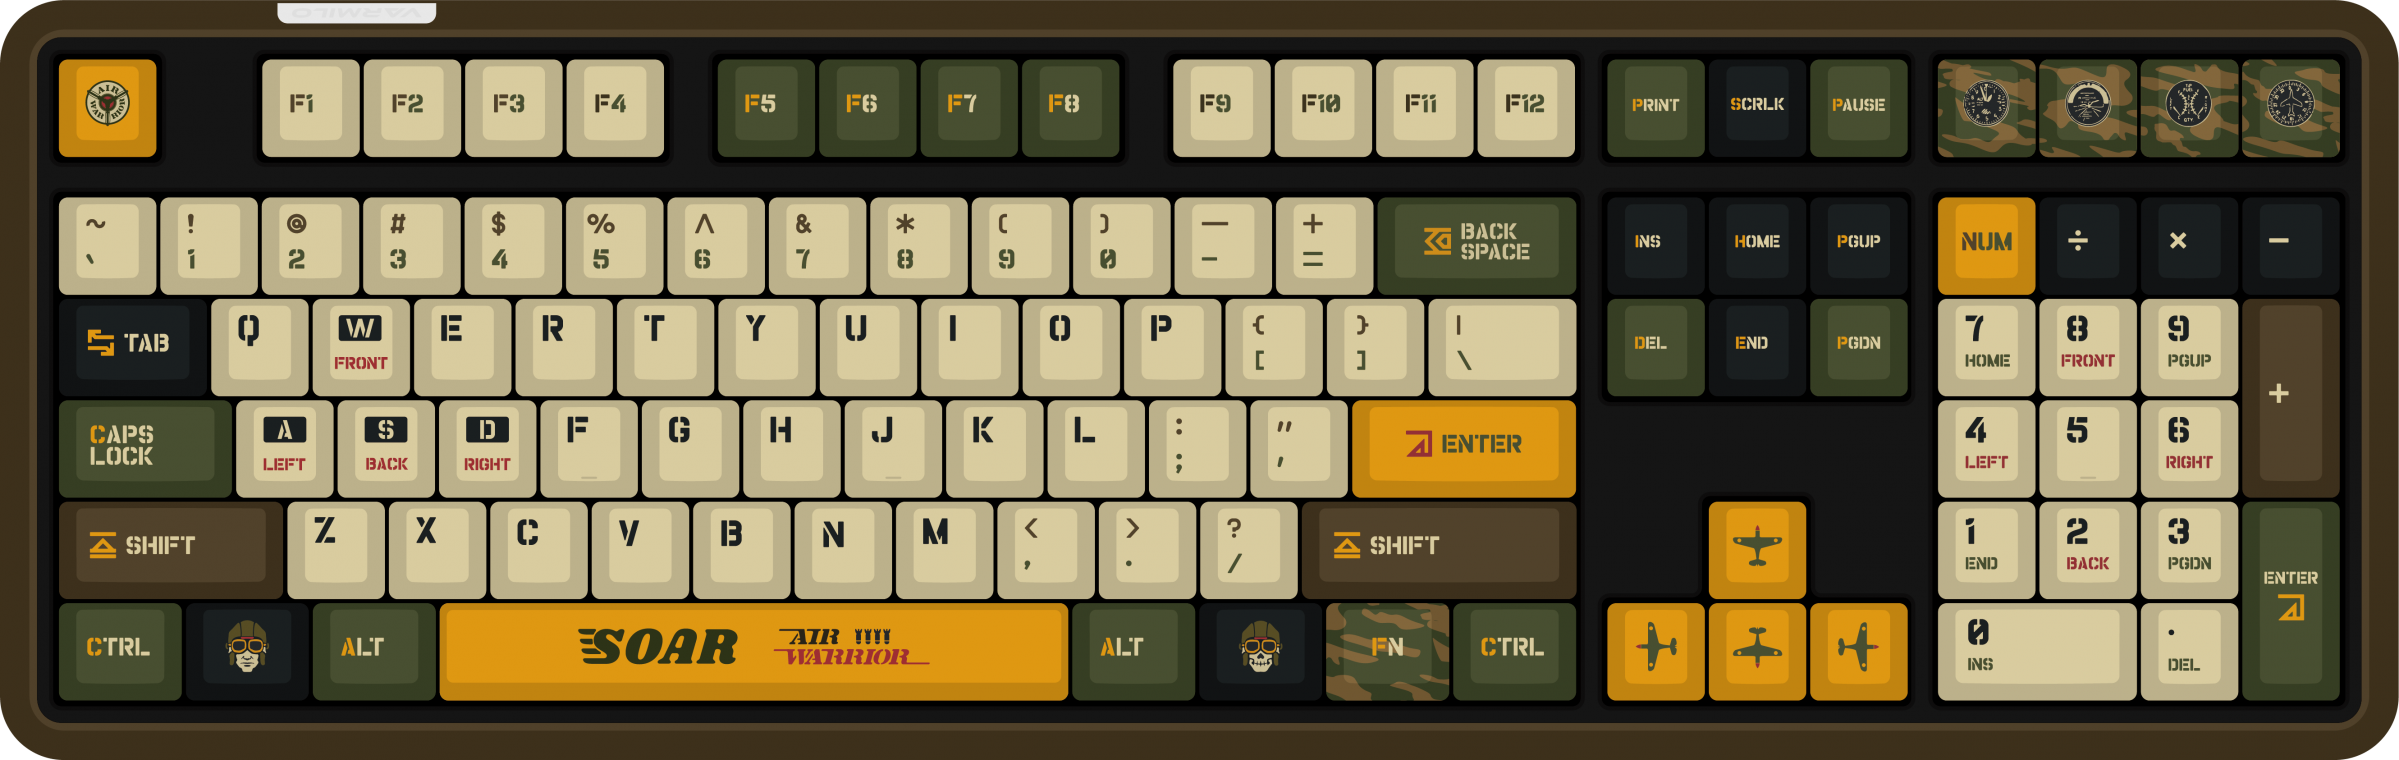 VARMILO
AIR WARRIOR
F1 F2 F3 F4 F5 F6 F7 F8 F9 F10 F11 F12 PRINT SCRLK PAUSE
~ ! @ # $ % ^ & * ( ) — +
` 1 2 3 4 5 6 7 8 9 0 - =
BACK
SPACE
INS HOME PGUP NUM ÷ × −
TAB Q W E R T Y U I O P { } |
FRONT [ ] \
DEL END PGDN
7 8 9
HOME FRONT PGUP
+
CAPS
LOCK
A S D F G H J K L : "
LEFT BACK RIGHT ; '
ENTER
4 5 6
LEFT RIGHT
SHIFT Z X C V B N M < > ? SHIFT
, . /
1 2 3
END BACK PGDN
ENTER
CTRL ALT SOAR AIR WARRIOR ALT FN CTRL
0 .
INS DEL